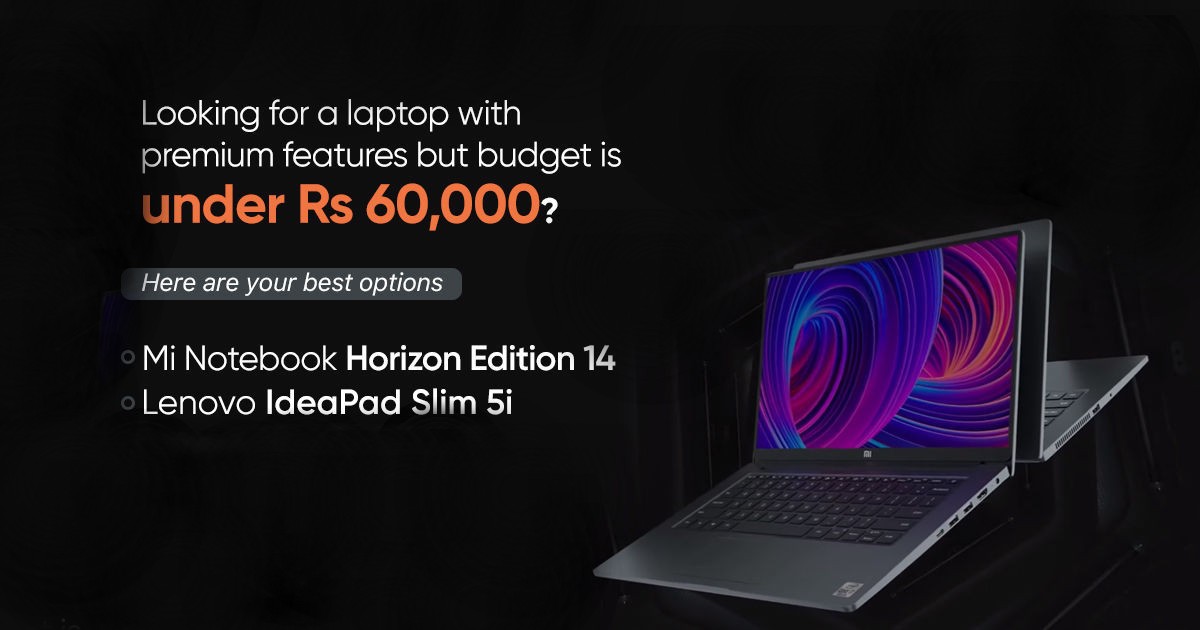 Looking for a laptop with
premium features but budget is
under Rs 60,000?
Here are your best options
Mi Notebook Horizon Edition 14
Lenovo IdeaPad Slim 5i
mi